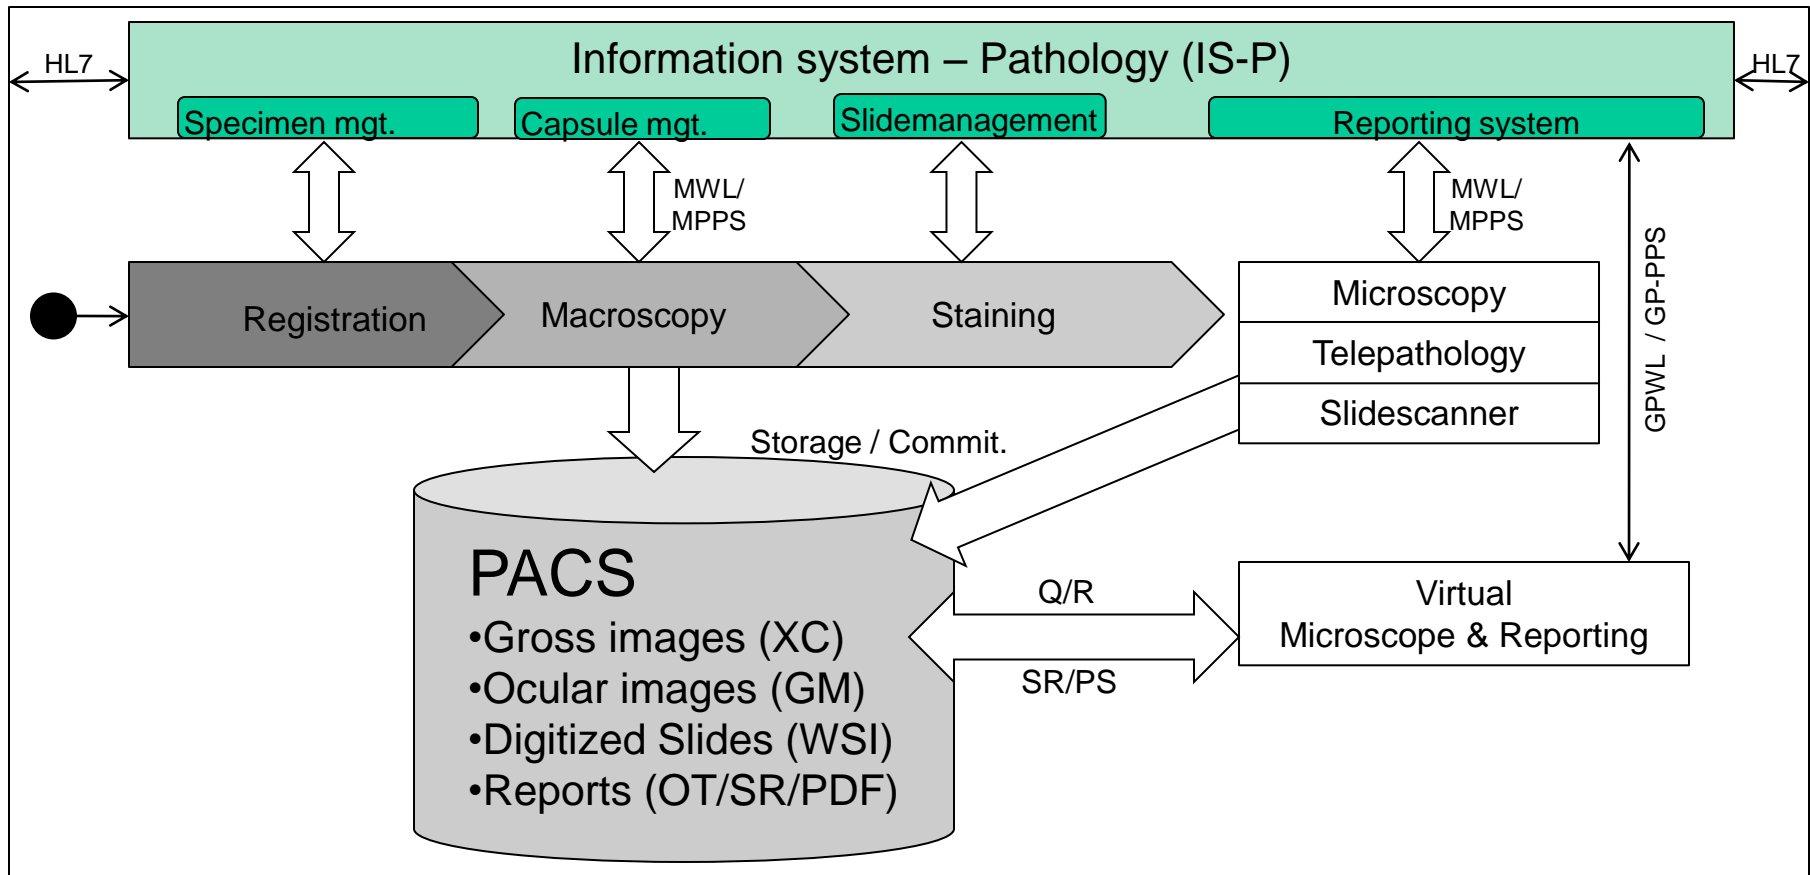 Information system – Pathology (IS-P)
HL7
HL7
Specimen mgt.
Capsule mgt.
Slidemanagement
Reporting system
MWL/
MPPS
MWL/
MPPS
Registration
Macroscopy
Staining
Microscopy
Telepathology
Slidescanner
GPWL / GP-PPS
Storage / Commit.
PACS
•Gross images (XC)
•Ocular images (GM)
•Digitized Slides (WSI)
•Reports (OT/SR/PDF)
Q/R
SR/PS
Virtual
Microscope & Reporting